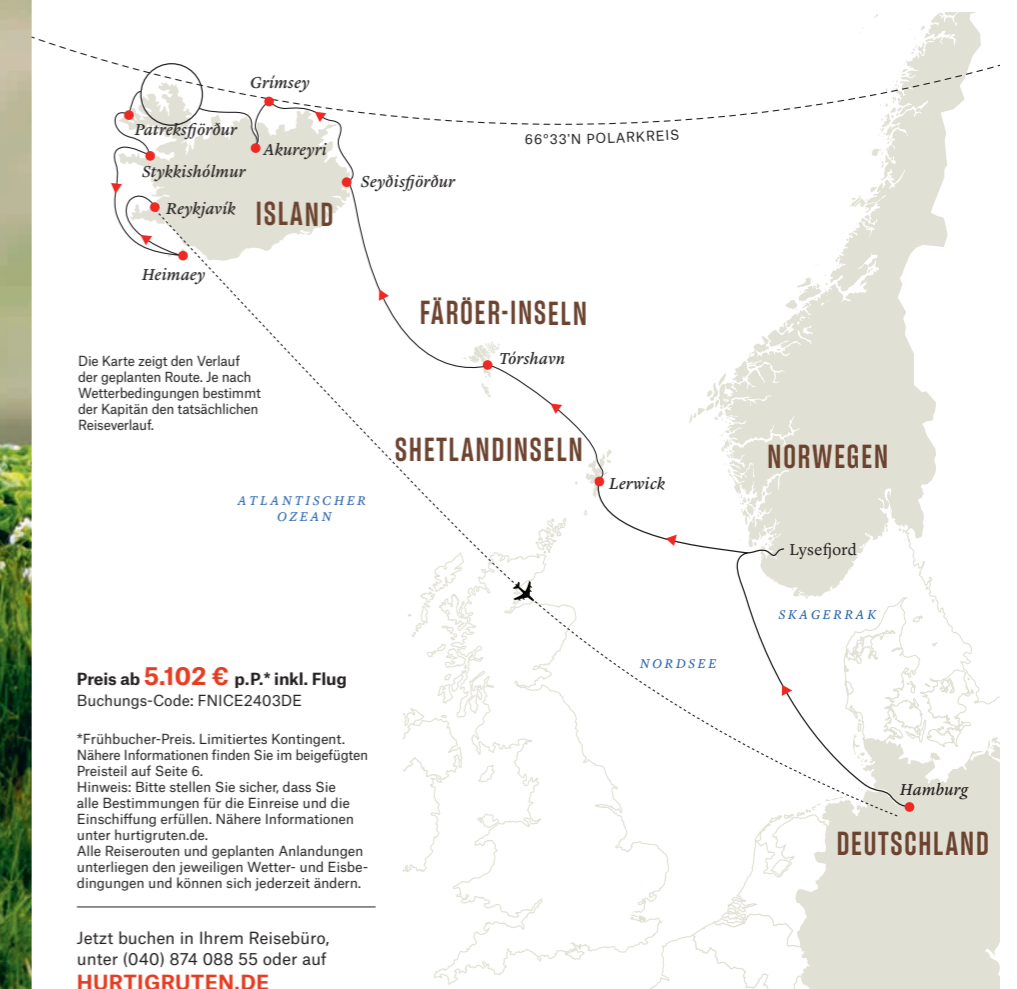 Grímsey
66°33'N POLARKREIS
Patreksfjörður
Akureyri
Stykkishólmur
Seyðisfjörður
Reykjavík
ISLAND
Heimaey
FÄRÖER-INSELN
Tórshavn
Die Karte zeigt den Verlauf
der geplanten Route. Je nach
Wetterbedingungen bestimmt
der Kapitän den tatsächlichen
Reiseverlauf.
SHETLANDINSELN
NORWEGEN
Lerwick
ATLANTISCHER
OZEAN
Lysefjord
SKAGERRAK
NORDSEE
Preis ab 5.102 € p.P.* inkl. Flug
Buchungs-Code: FNICE2403DE
*Frühbucher-Preis. Limitiertes Kontingent.
Nähere Informationen finden Sie im beigefügten
Preisteil auf Seite 6.
Hinweis: Bitte stellen Sie sicher, dass Sie
alle Bestimmungen für die Einreise und die
Einschiffung erfüllen. Nähere Informationen
unter hurtigruten.de.
Alle Reiserouten und geplanten Anlandungen
unterliegen den jeweiligen Wetter- und Eisbe-
dingungen und können sich jederzeit ändern.
Hamburg
DEUTSCHLAND
Jetzt buchen in Ihrem Reisebüro,
unter (040) 874 088 55 oder auf
HURTIGRUTEN.DE